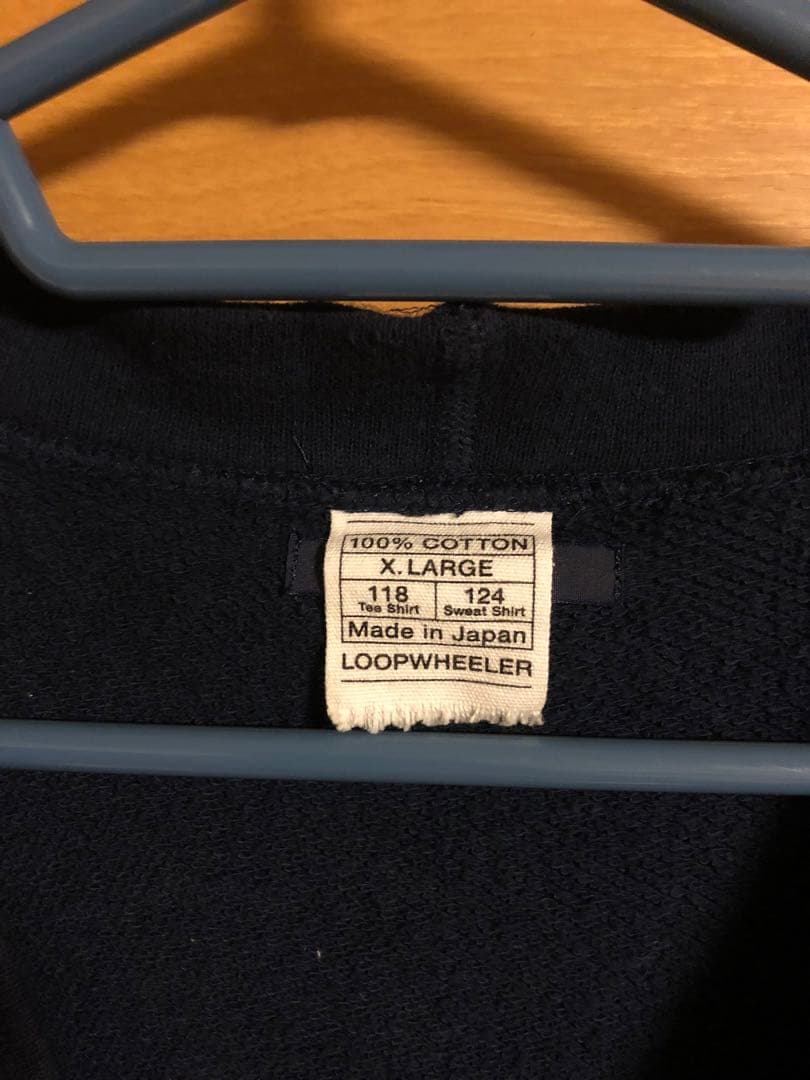 100% COTTON
X. LARGE
118 124
Tee Shirt Sweat Shirt
Made in Japan
LOOPWHEELER